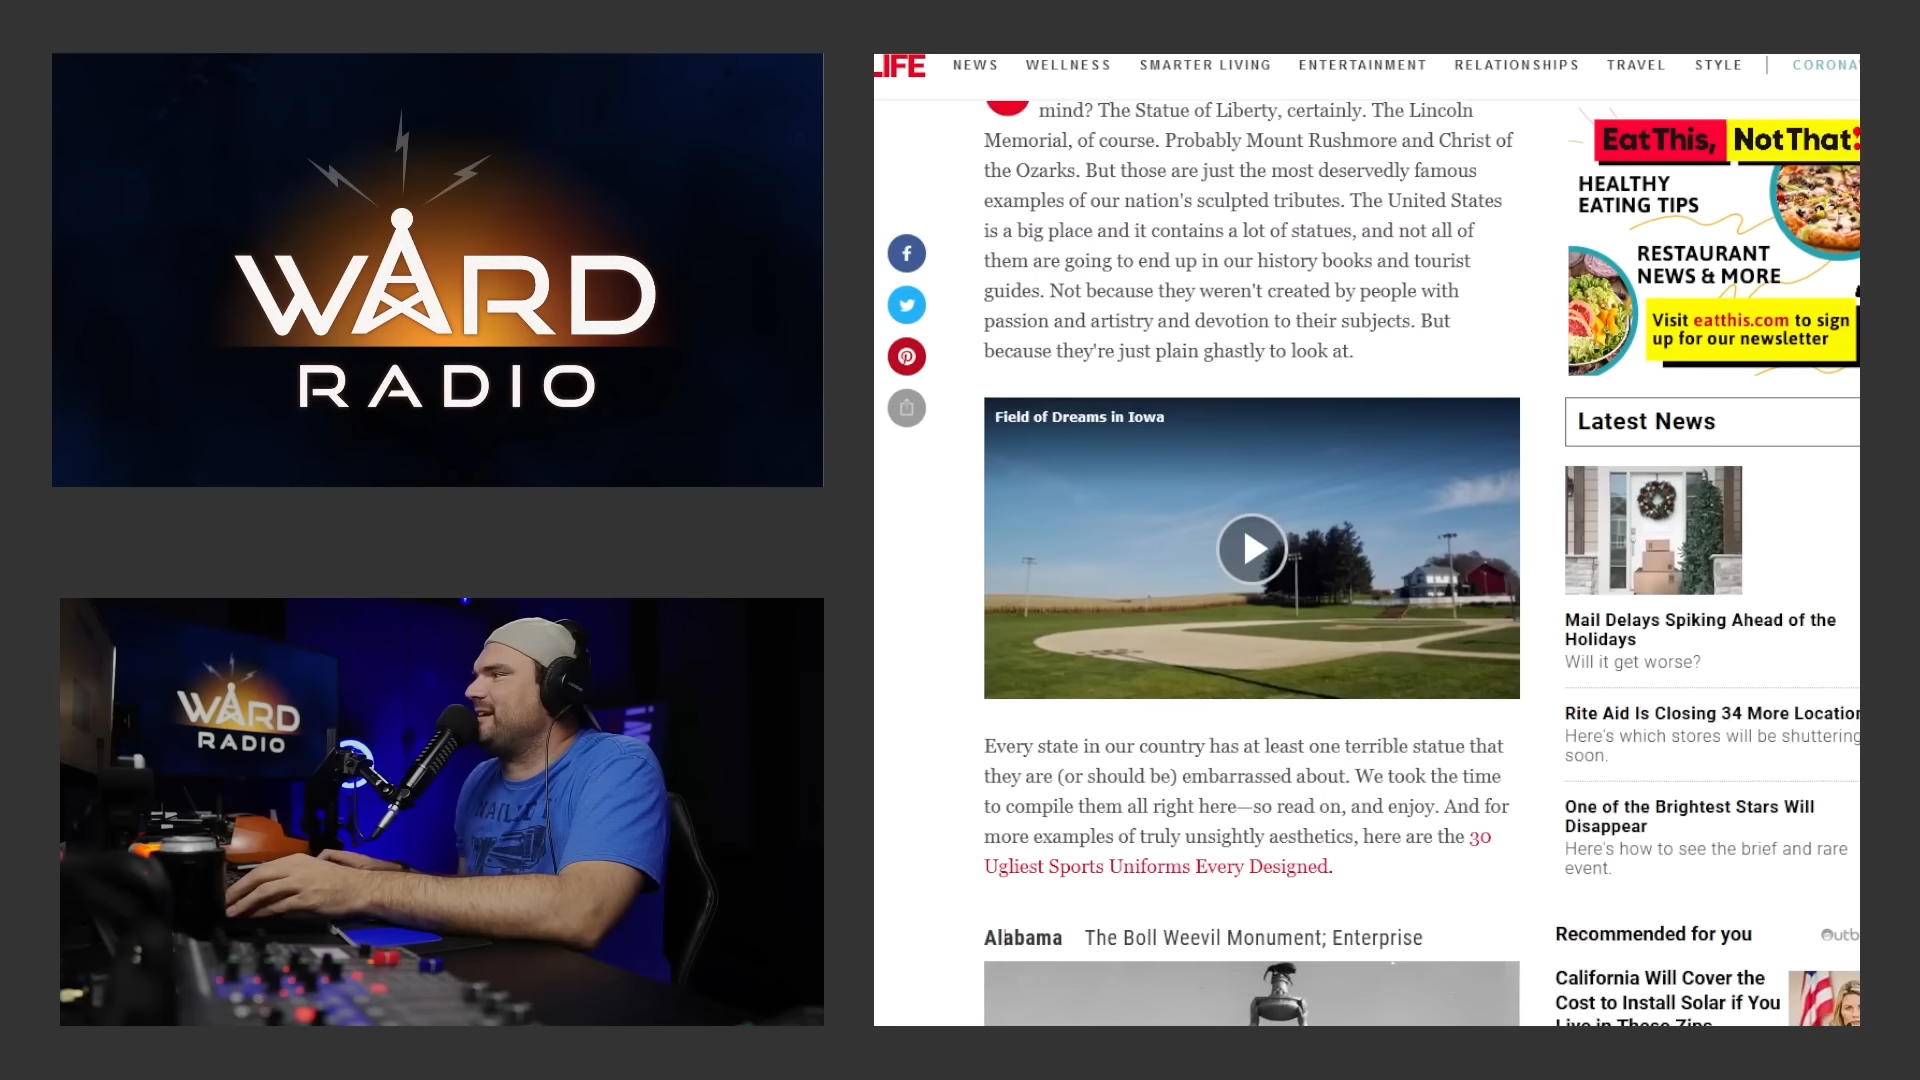 WARD
RADIO
WARD
RADIO
LIFE
NEWS WELLNESS SMARTER LIVING ENTERTAINMENT RELATIONSHIPS TRAVEL STYLE CORONA
mind? The Statue of Liberty, certainly. The Lincoln
Memorial, of course. Probably Mount Rushmore and Christ of
the Ozarks. But those are just the most deservedly famous
examples of our nation's sculpted tributes. The United States
is a big place and it contains a lot of statues, and not all of
them are going to end up in our history books and tourist
guides. Not because they weren't created by people with
passion and artistry and devotion to their subjects. But
because they're just plain ghastly to look at.
Field of Dreams in Iowa
Every state in our country has at least one terrible statue that
they are (or should be) embarrassed about. We took the time
to compile them all right here—so read on, and enjoy. And for
more examples of truly unsightly aesthetics, here are the 30
Ugliest Sports Uniforms Every Designed.
Alabama The Boll Weevil Monument; Enterprise
Eat This, Not That!
HEALTHY
EATING TIPS
RESTAURANT
NEWS & MORE
Visit eatthis.com to sign
up for our newsletter
Latest News
Mail Delays Spiking Ahead of the
Holidays
Will it get worse?
Rite Aid Is Closing 34 More Location
Here's which stores will be shuttering
soon.
One of the Brightest Stars Will
Disappear
Here's how to see the brief and rare
event.
Recommended for you
Outb
California Will Cover the
Cost to Install Solar if You
Live in These Zips